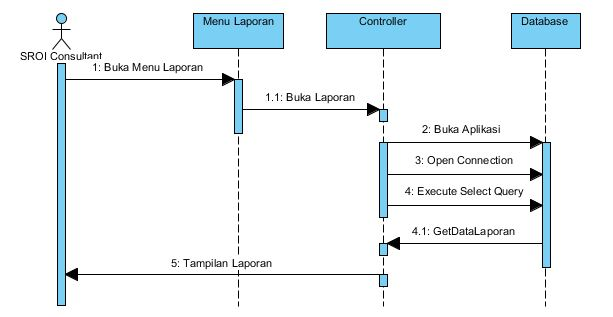 Menu Laporan
Controller
Database
SROI Consultant
1: Buka Menu Laporan
1.1: Buka Laporan
2: Buka Aplikasi
3: Open Connection
4: Execute Select Query
4.1: GetDataLaporan
5: Tampilan Laporan